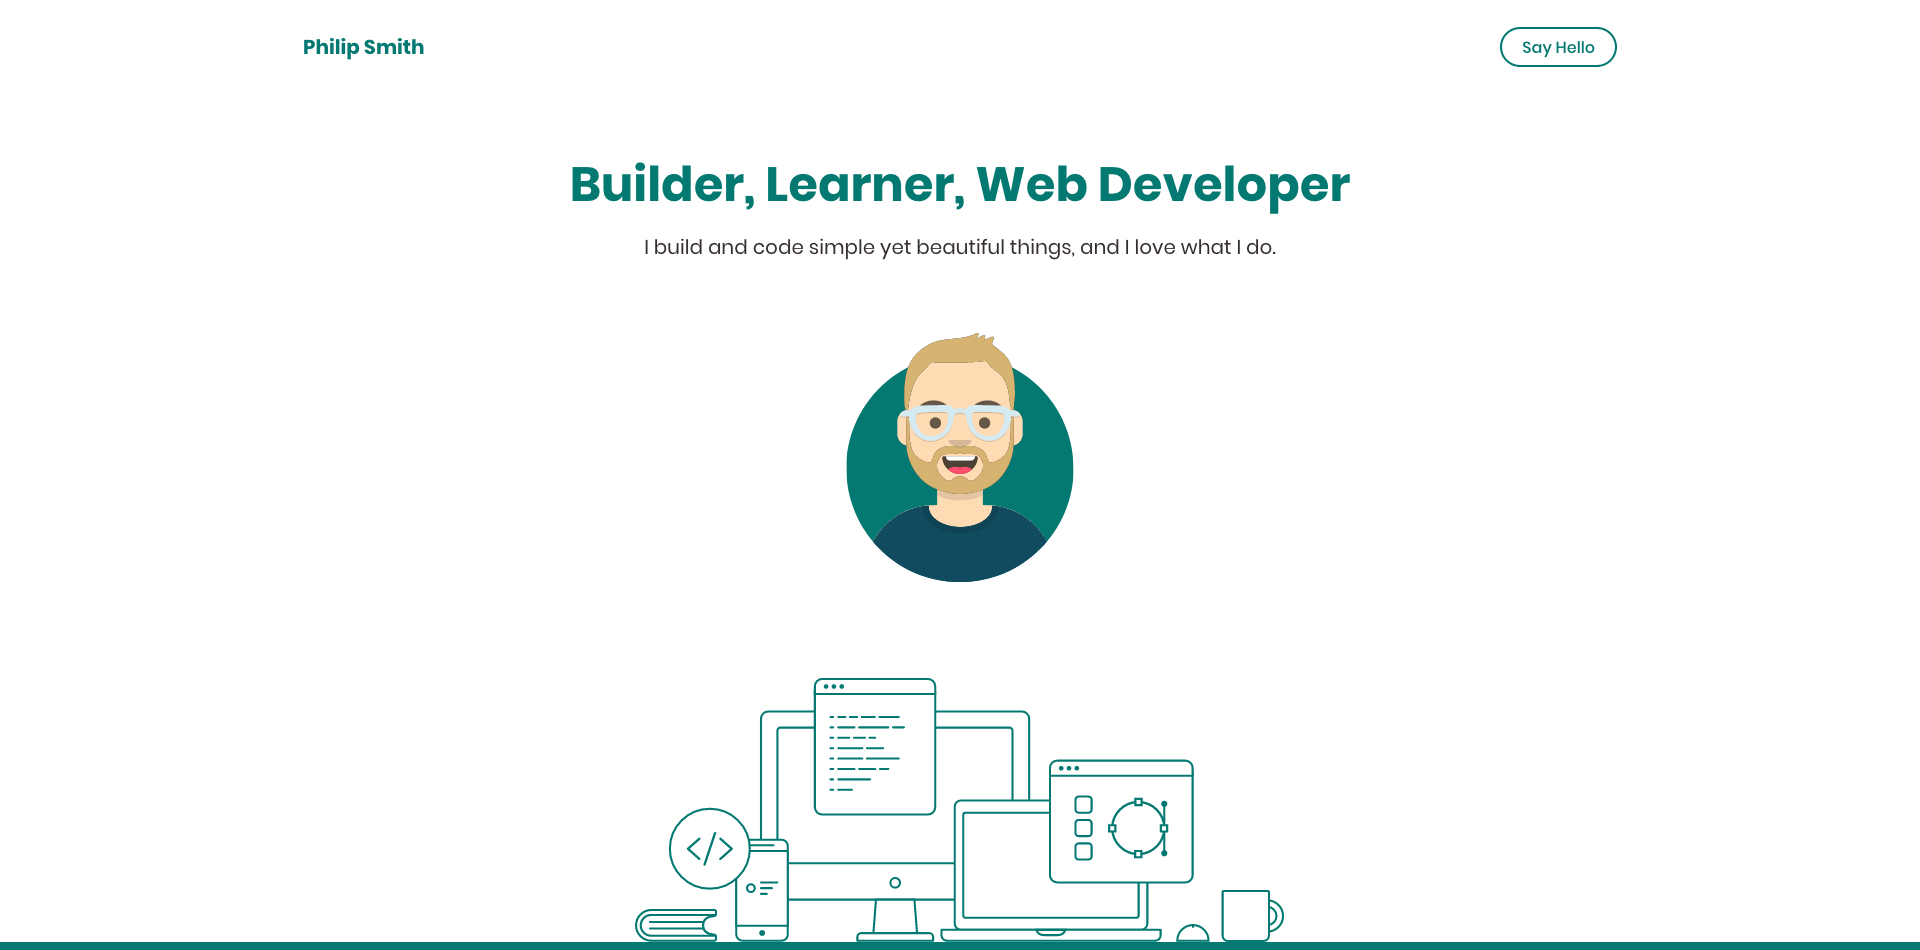 Philip Smith
Say Hello
Builder, Learner, Web Developer
I build and code simple yet beautiful things, and I love what I do.
</>